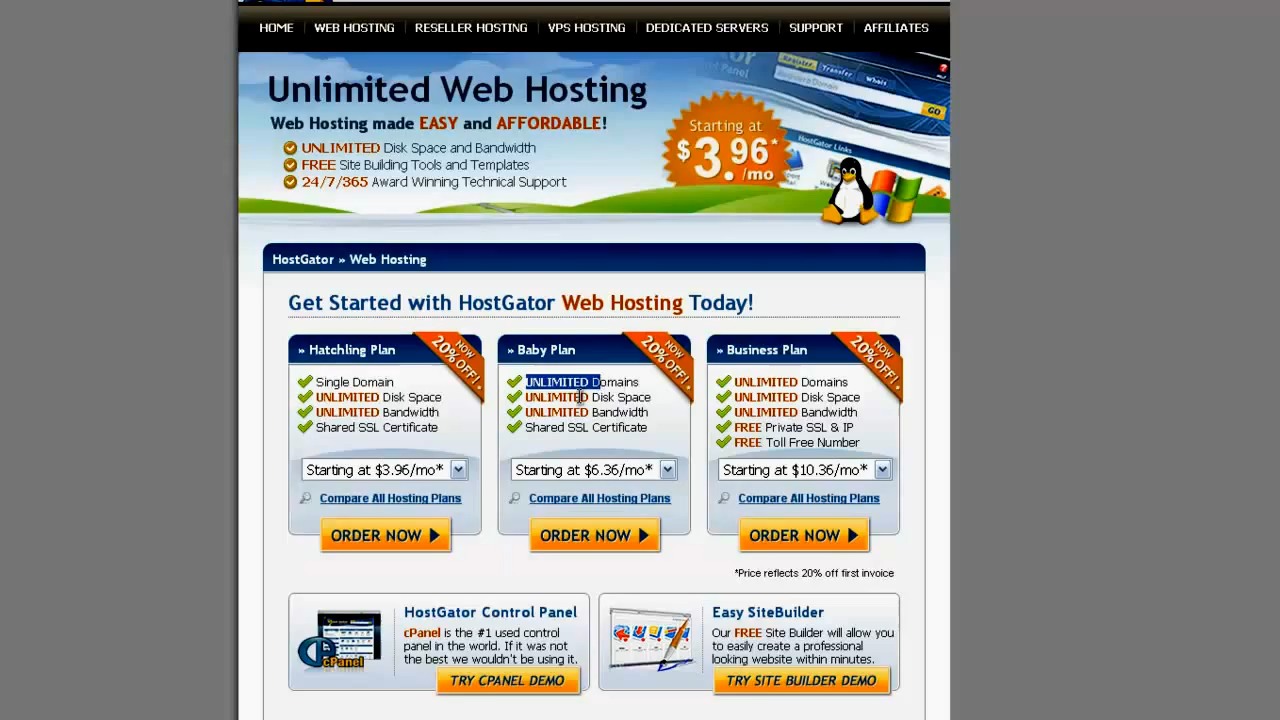 HOME WEB HOSTING RESELLER HOSTING VPS HOSTING DEDICATED SERVERS SUPPORT AFFILIATES
Unlimited Web Hosting
Web Hosting made EASY and AFFORDABLE!
UNLIMITED Disk Space and Bandwidth
FREE Site Building Tools and Templates
24/7/365 Award Winning Technical Support
Starting at
$3.96*
/mo
Register Transfer Whois
GO
HostGator Links
HostGator » Web Hosting
Get Started with HostGator Web Hosting Today!
» Hatchling Plan
NOW
20% OFF!
Single Domain
UNLIMITED Disk Space
UNLIMITED Bandwidth
Shared SSL Certificate
Starting at $3.96/mo*
Compare All Hosting Plans
ORDER NOW
» Baby Plan
NOW
20% OFF!
UNLIMITED Domains
UNLIMITED Disk Space
UNLIMITED Bandwidth
Shared SSL Certificate
Starting at $6.36/mo*
Compare All Hosting Plans
ORDER NOW
» Business Plan
NOW
20% OFF!
UNLIMITED Domains
UNLIMITED Disk Space
UNLIMITED Bandwidth
FREE Private SSL & IP
FREE Toll Free Number
Starting at $10.36/mo*
Compare All Hosting Plans
ORDER NOW
*Price reflects 20% off first invoice
HostGator Control Panel
cPanel is the #1 used control
panel in the world. If it was not
the best we wouldn't be using it.
cPanel
TRY CPANEL DEMO
Easy SiteBuilder
Our FREE Site Builder will allow you
to easily create a professional
looking website within minutes.
TRY SITE BUILDER DEMO